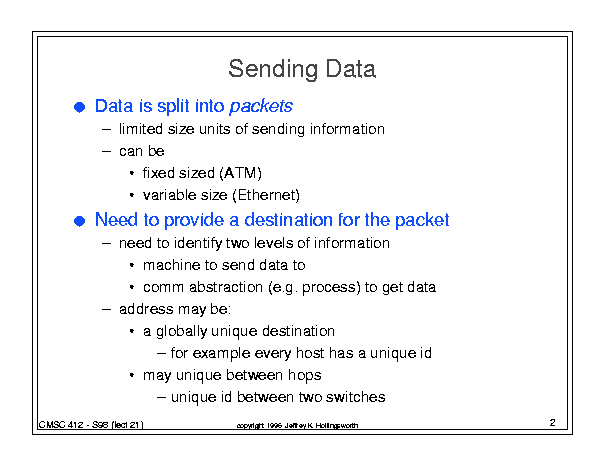 Sending Data
● Data is split into packets
– limited size units of sending information
– can be
• fixed sized (ATM)
• variable size (Ethernet)
● Need to provide a destination for the packet
– need to identify two levels of information
• machine to send data to
• comm abstraction (e.g. process) to get data
– address may be:
• a globally unique destination
– for example every host has a unique id
• may unique between hops
– unique id between two switches
CMSC 412 - S98 (lect 21)
copyright 1996 Jeffrey K. Hollingsworth
2